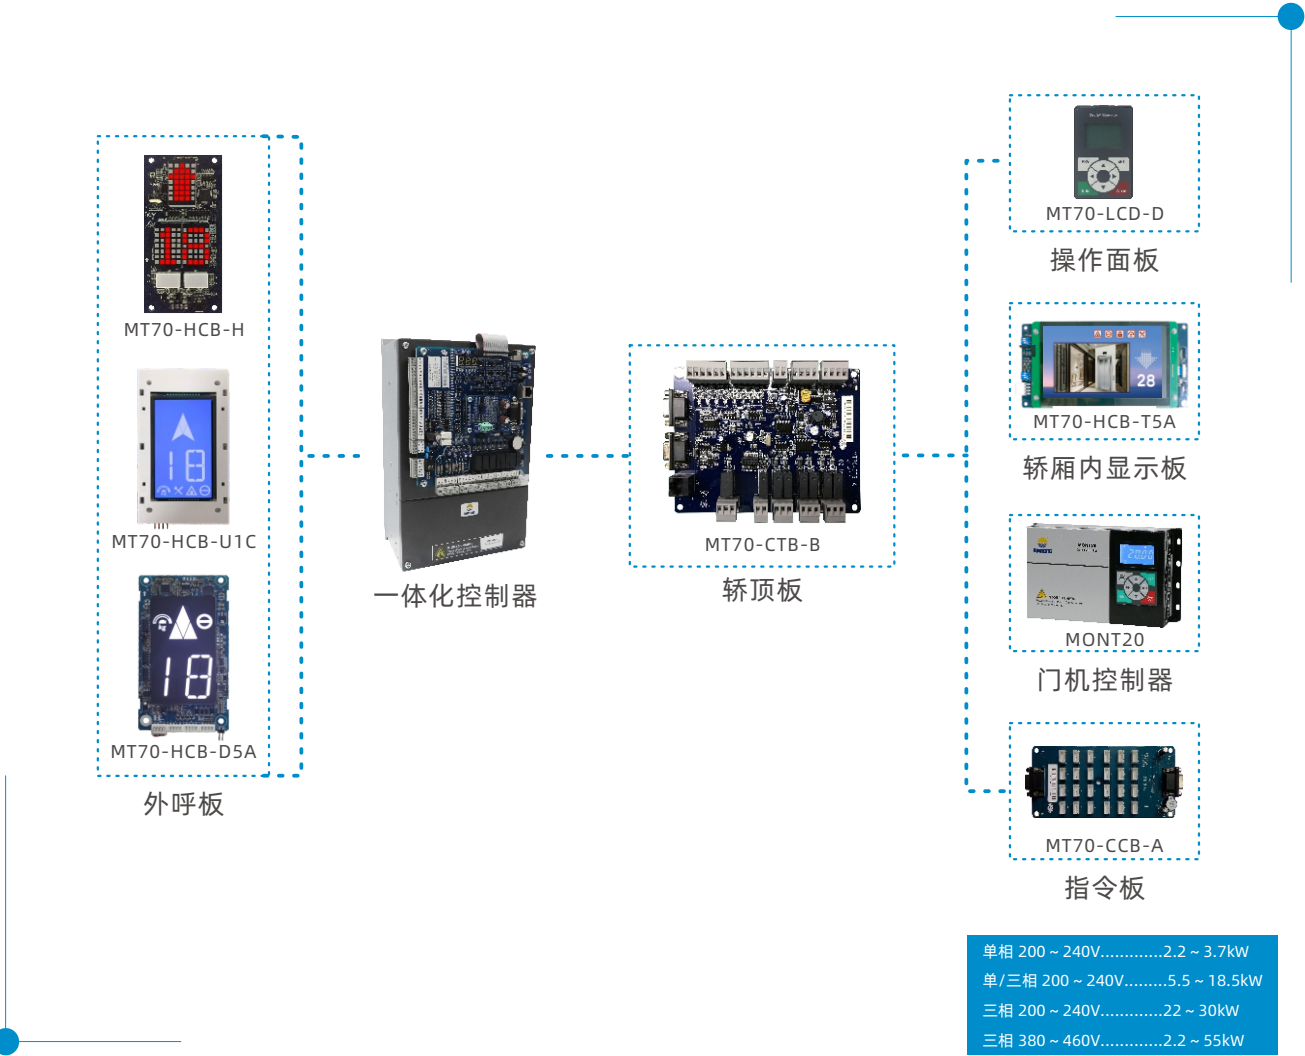 MT70-HCB-H
MT70-HCB-U1C
18
MT70-HCB-D5A
外呼板
一体化控制器
MT70-CTB-B
轿顶板
MT70-LCD-D
操作面板
28
MT70-HCB-T5A
轿厢内显示板
MONT20
门机控制器
MT70-CCB-A
指令板
单相 200 ~ 240V.............2.2 ~ 3.7kW
单/三相 200 ~ 240V.........5.5 ~ 18.5kW
三相 200 ~ 240V.............22 ~ 30kW
三相 380 ~ 460V.............2.2 ~ 55kW